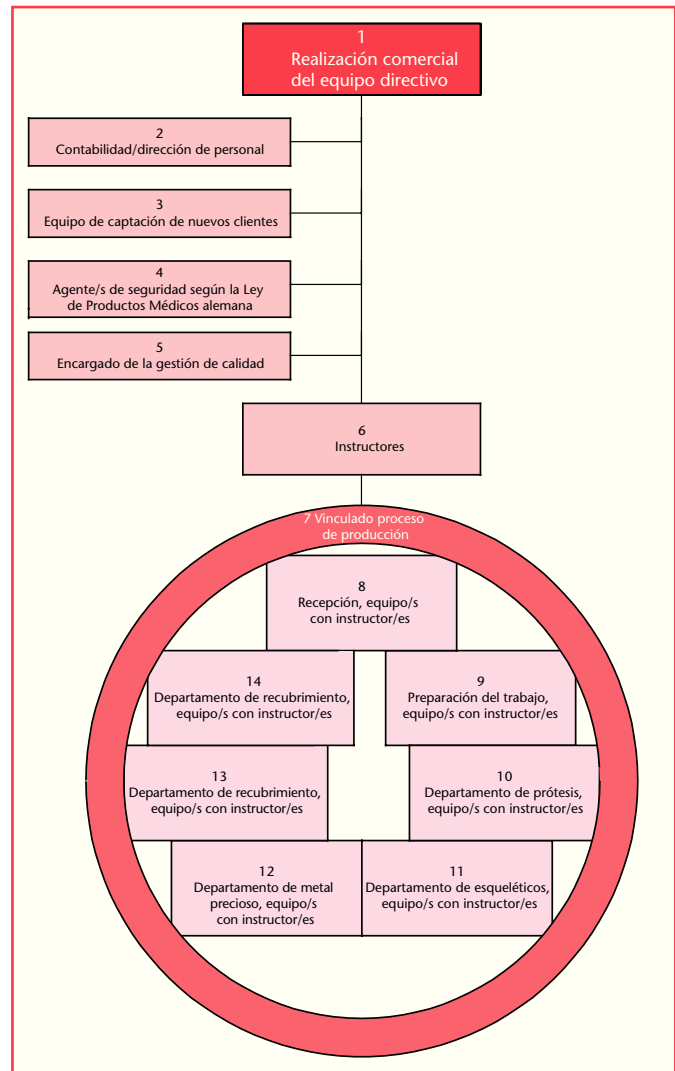 1
Realización comercial
del equipo directivo
2
Contabilidad/dirección de personal
3
Equipo de captación de nuevos clientes
4
Agente/s de seguridad según la Ley
de Productos Médicos alemana
5
Encargado de la gestión de calidad
6
Instructores
7 Vinculado proceso
de producción
8
Recepción, equipo/s
con instructor/es
14
Departamento de recubrimiento,
equipo/s con instructor/es
9
Preparación del trabajo,
equipo/s con instructor/es
13
Departamento de recubrimiento,
equipo/s con instructor/es
10
Departamento de prótesis,
equipo/s con instructor/es
12
Departamento de metal
precioso, equipo/s
con instructor/es
11
Departamento de esqueléticos,
equipo/s con instructor/es